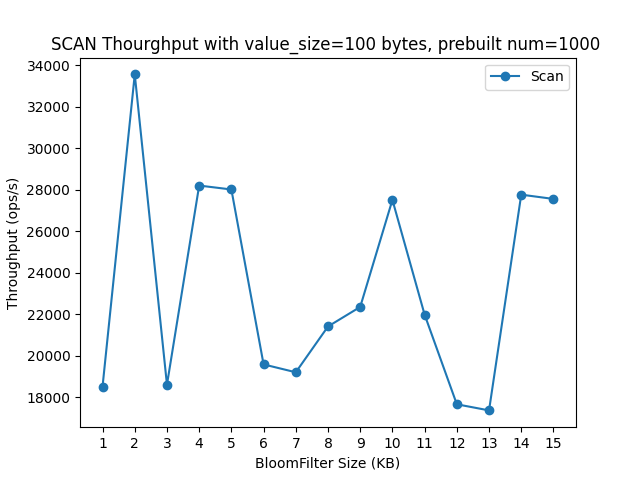 SCAN Thourghput with value_size=100 bytes, prebuilt num=1000
Scan
Throughput (ops/s)
34000
32000
30000
28000
26000
24000
22000
20000
18000
1 2 3 4 5 6 7 8 9 10 11 12 13 14 15
BloomFilter Size (KB)